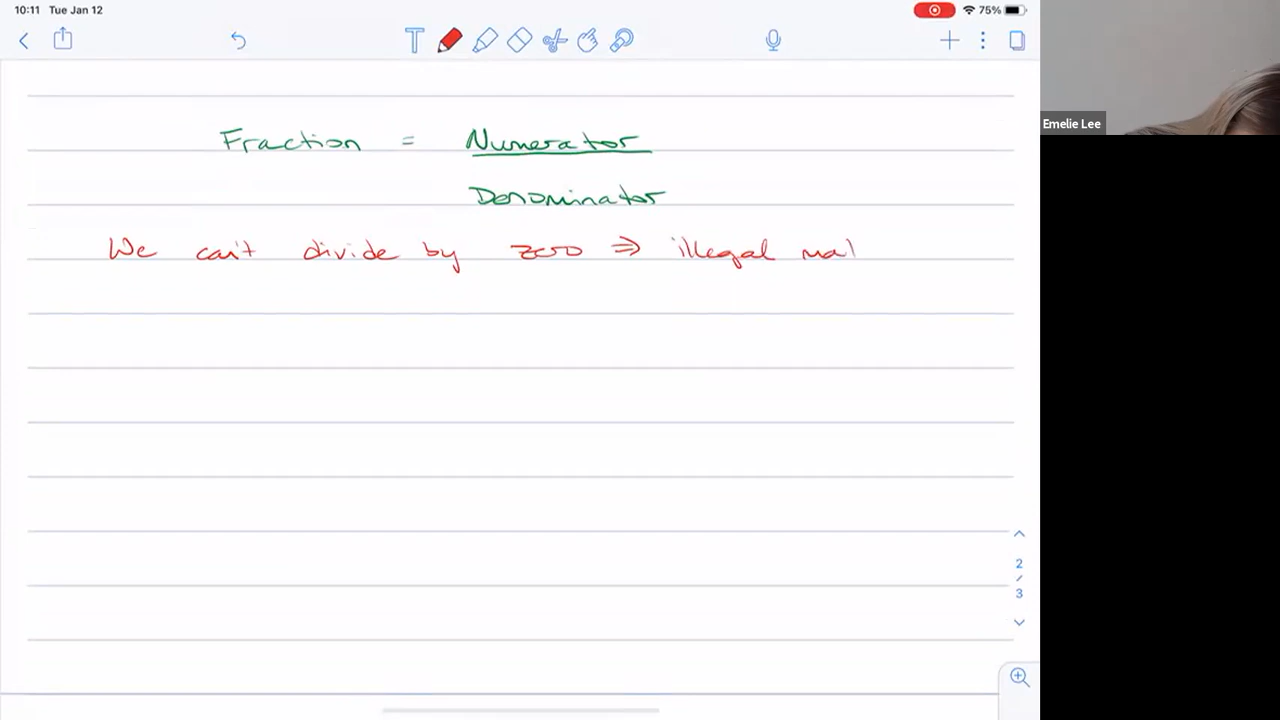 10:11 Tue Jan 12
75%
T
Emelie Lee
Fraction = Numerator
Denominator
We can't divide by zero ⇒ illegal mat
2
/
3